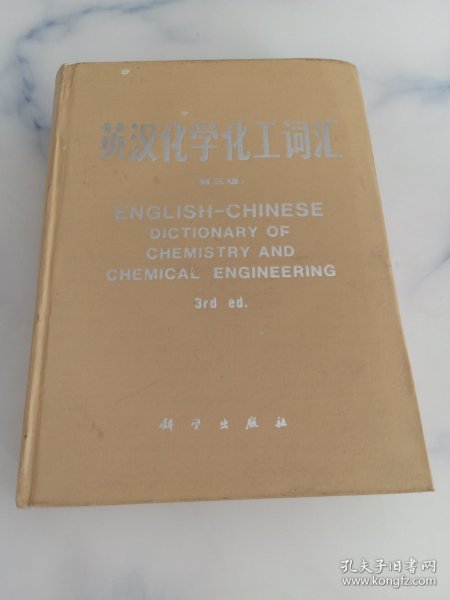 英汉化学化工词汇
第三版
ENGLISH-CHINESE
DICTIONARY OF
CHEMISTRY AND
CHEMICAL ENGINEERING
3rd ed.
科学出版社
孔夫子旧书网
www.kongfz.com